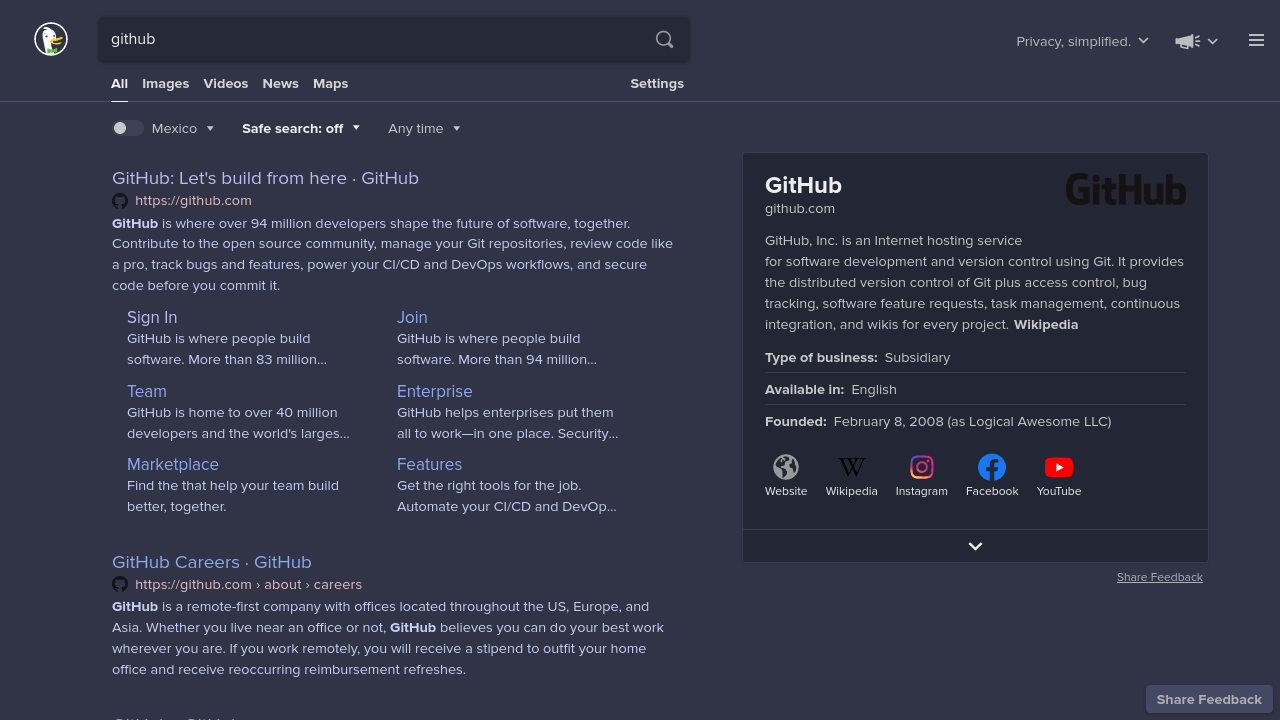 github
Privacy, simplified.
All Images Videos News Maps Settings
Mexico Safe search: off Any time
GitHub: Let's build from here · GitHub
https://github.com
GitHub is where over 94 million developers shape the future of software, together.
Contribute to the open source community, manage your Git repositories, review code like
a pro, track bugs and features, power your CI/CD and DevOps workflows, and secure
code before you commit it.
Sign In
GitHub is where people build
software. More than 83 million...
Join
GitHub is where people build
software. More than 94 million...
Team
GitHub is home to over 40 million
developers and the world's larges...
Enterprise
GitHub helps enterprises put them
all to work—in one place. Security...
Marketplace
Find the that help your team build
better, together.
Features
Get the right tools for the job.
Automate your CI/CD and DevOp...
GitHub Careers · GitHub
https://github.com › about › careers
GitHub is a remote-first company with offices located throughout the US, Europe, and
Asia. Whether you live near an office or not, GitHub believes you can do your best work
wherever you are. If you work remotely, you will receive a stipend to outfit your home
office and receive reoccurring reimbursement refreshes.
GitHub
GitHub
github.com
GitHub, Inc. is an Internet hosting service
for software development and version control using Git. It provides
the distributed version control of Git plus access control, bug
tracking, software feature requests, task management, continuous
integration, and wikis for every project. Wikipedia
Type of business: Subsidiary
Available in: English
Founded: February 8, 2008 (as Logical Awesome LLC)
Website Wikipedia Instagram Facebook YouTube
Share Feedback
Share Feedback